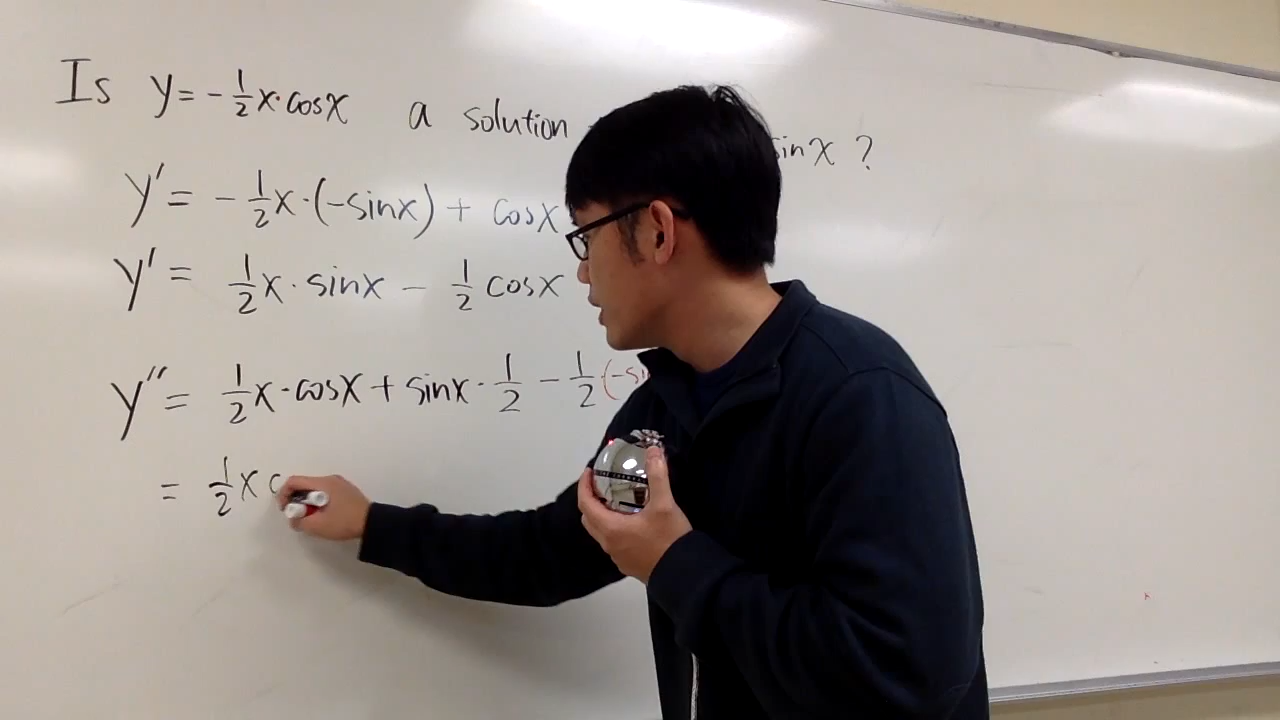 Is y = -1/2 x·cosx a solution sinx ?
y' = -1/2 x·(-sinx) + cosx
y' = 1/2 x·sinx - 1/2 cosx
y'' = 1/2 x·cosx + sinx·1/2 - 1/2·(-si
= 1/2 x c